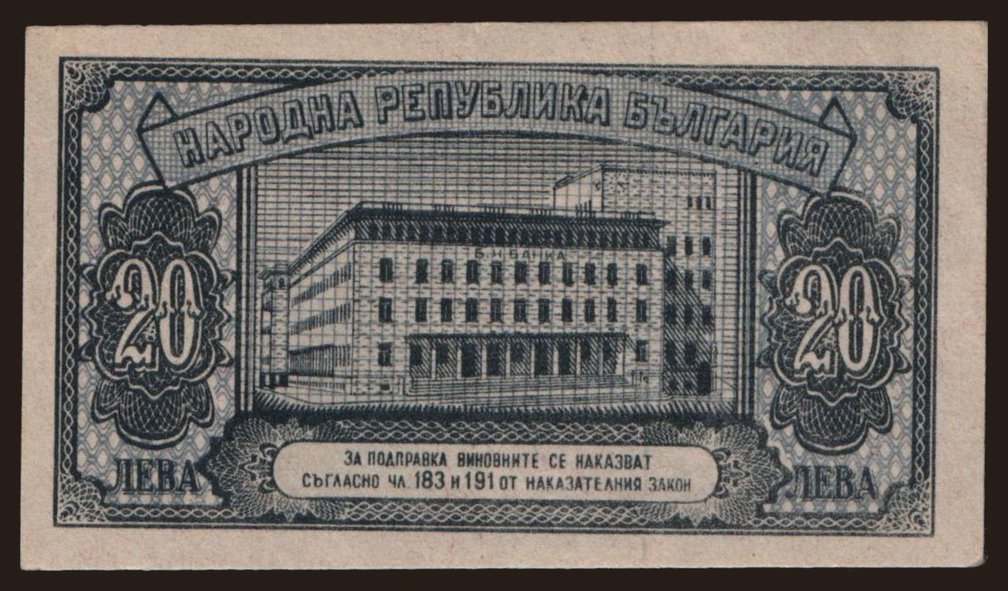 НАРОДНА РЕПУБЛИКА БЪЛГАРИЯ
Б.Н.БАНКА
20
20
ЛЕВА
ЛЕВА
ЗА ПОДПРАВКА ВИНОВНИТЕ СЕ НАКАЗВАТ
СЪГЛАСНО ЧЛ. 183 И 191 ОТ НАКАЗАТЕЛНИЯ ЗАКОН